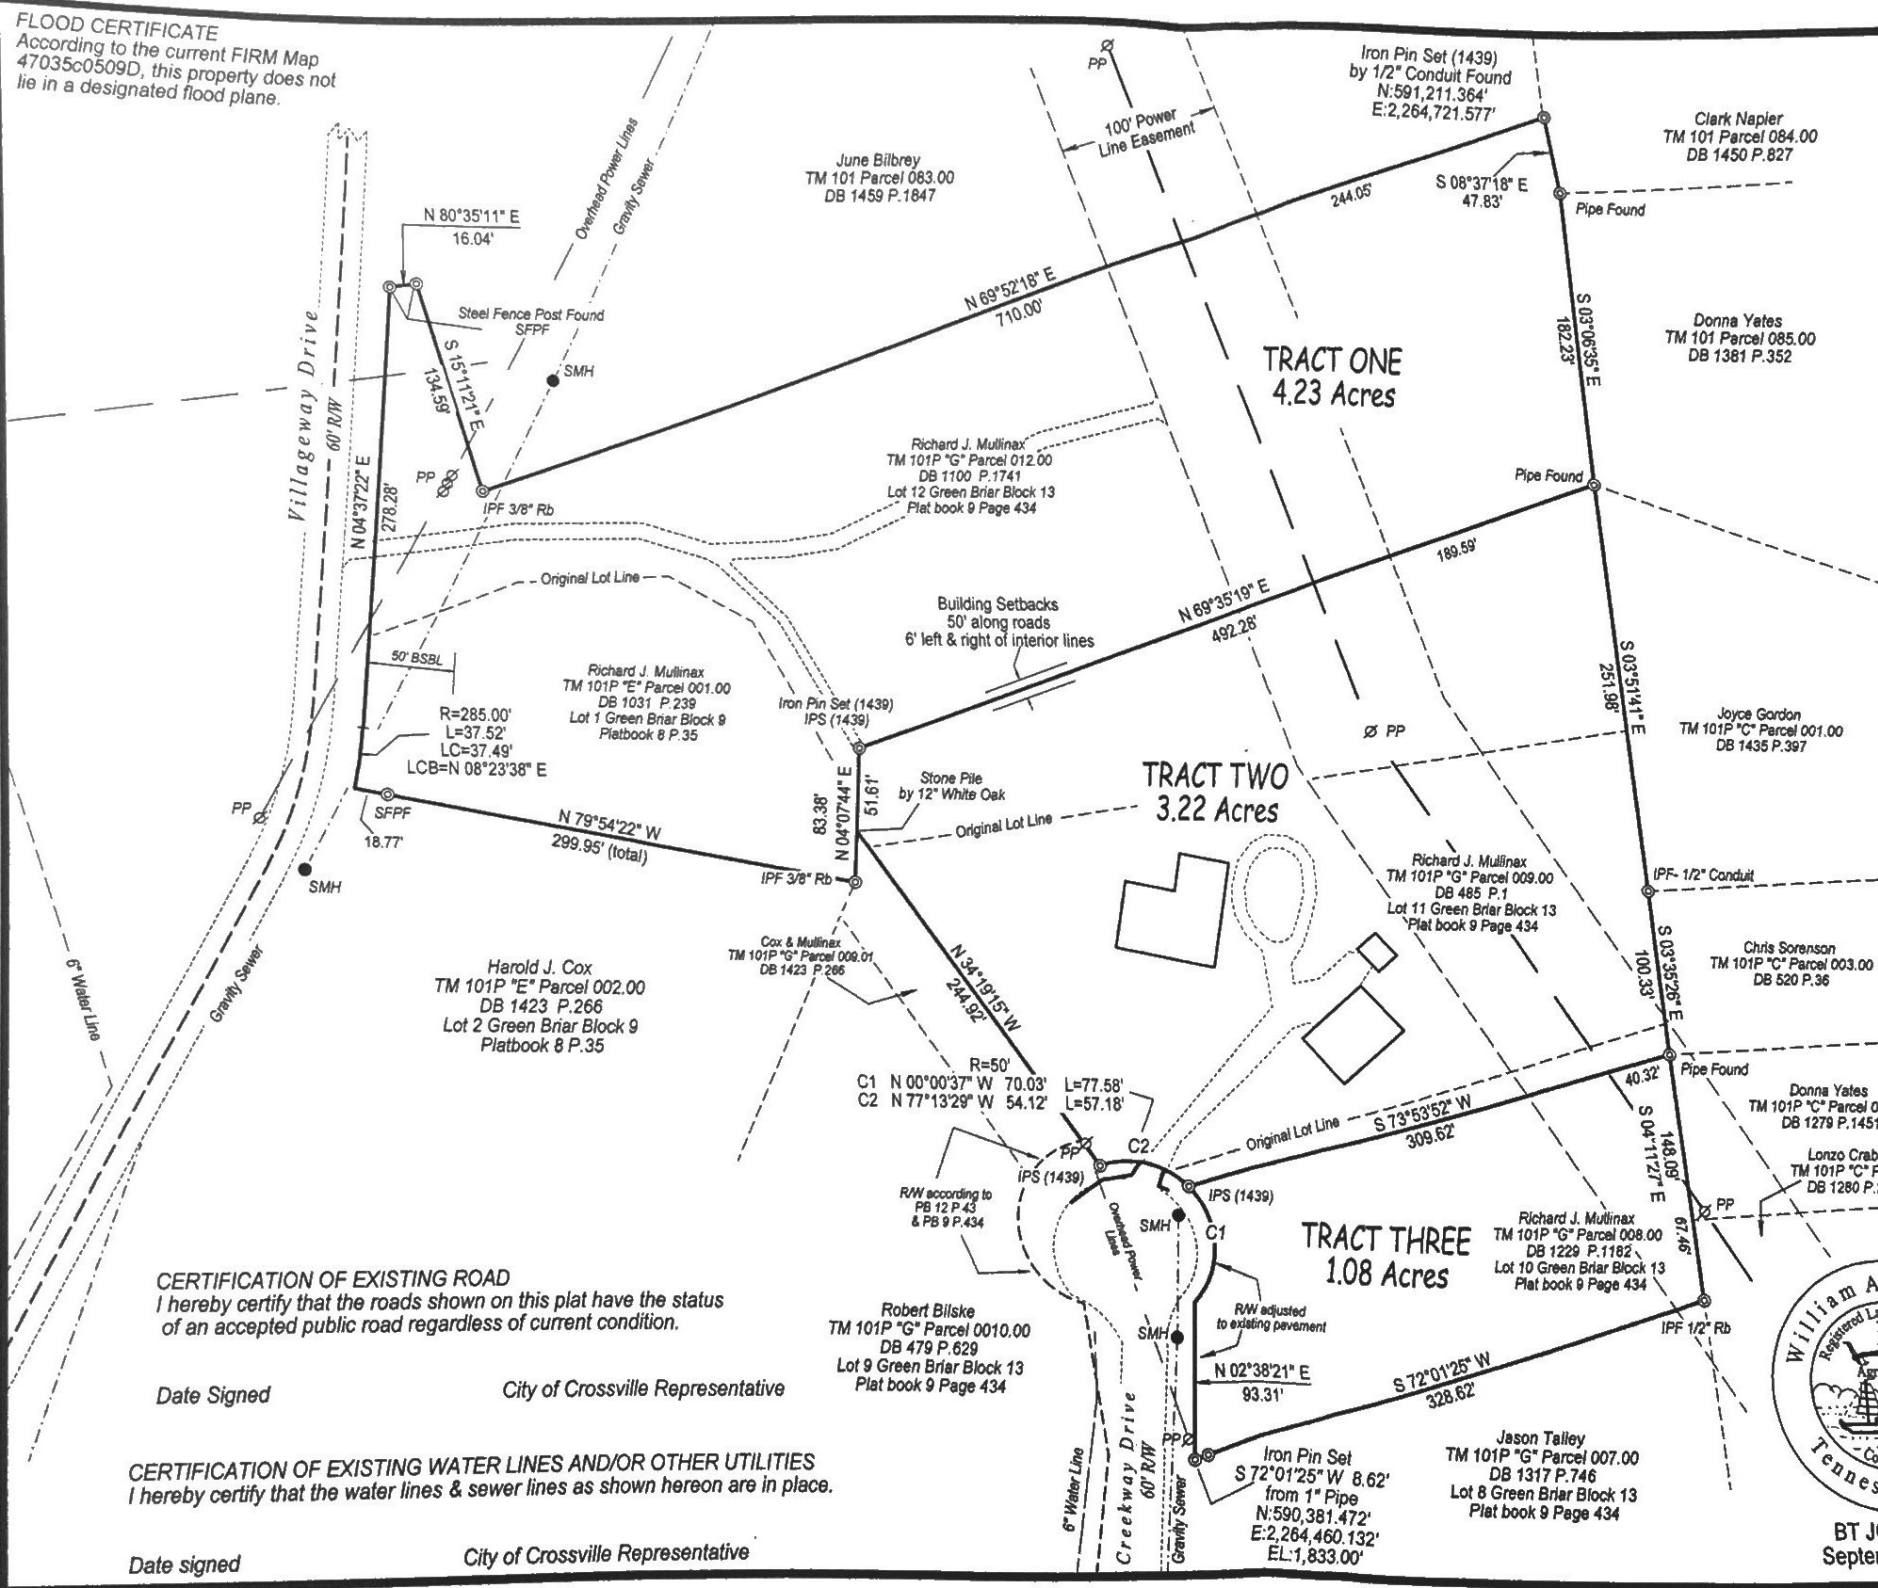 FLOOD CERTIFICATE
According to the current FIRM Map
47035c0509D, this property does not
lie in a designated flood plane.
PP
100' Power
Line Easement
Iron Pin Set (1439)
by 1/2" Conduit Found
N:591,211.364'
E:2,264,721.577'
Clark Napier
TM 101 Parcel 084.00
DB 1450 P.827
June Bilbrey
TM 101 Parcel 083.00
DB 1459 P.1847
Overhead Power Lines
Gravity Sewer
244.05'
S 08°37'18" E
47.83'
Pipe Found
N 80°35'11" E
16.04'
Steel Fence Post Found
SFPF
N 69°52'18" E
710.00'
S 03°06'35" E
182.23'
Donna Yates
TM 101 Parcel 085.00
DB 1381 P.352
Villageway Drive
60' R/W
S 15°11'21" E
134.59'
SMH
TRACT ONE
4.23 Acres
Richard J. Mullinax
TM 101P "G" Parcel 012.00
DB 1100 P.1741
Lot 12 Green Briar Block 13
Plat book 9 Page 434
PP
IPF 3/8" Rb
N 04°37'22" E
278.28'
Pipe Found
189.59'
Original Lot Line
Building Setbacks
50' along roads
6' left & right of interior lines
N 69°35'19" E
492.28'
50' BSBL
Richard J. Mullinax
TM 101P "E" Parcel 001.00
DB 1031 P.239
Lot 1 Green Briar Block 9
Platbook 8 P.35
Iron Pin Set (1439)
IPS (1439)
S 03°51'41" E
251.98'
R=285.00'
L=37.52'
LC=37.49'
LCB=N 08°23'38" E
Joyce Gordon
TM 101P "C" Parcel 001.00
DB 1435 P.397
PP
TRACT TWO
3.22 Acres
Stone Pile
by 12" White Oak
N 04°07'44" E
83.38'
51.61'
PP
SFPF
18.77'
N 79°54'22" W
299.95' (total)
Original Lot Line
IPF 3/8" Rb
SMH
Richard J. Mullinax
TM 101P "G" Parcel 009.00
DB 485 P.1
Lot 11 Green Briar Block 13
Plat book 9 Page 434
IPF- 1/2" Conduit
6" Water Line
Gravity Sewer
Harold J. Cox
TM 101P "E" Parcel 002.00
DB 1423 P.266
Lot 2 Green Briar Block 9
Platbook 8 P.35
Cox & Mullinax
TM 101P "G" Parcel 009.01
DB 1423 P.266
N 34°19'15" W
244.92'
S 03°35'26" E
100.33'
Chris Sorenson
TM 101P "C" Parcel 003.00
DB 520 P.36
R=50'
C1 N 00°00'37" W 70.03' L=77.58'
C2 N 77°13'29" W 54.12' L=57.18'
40.32'
Pipe Found
Original Lot Line
S 73°53'52" W
309.62'
Donna Yates
TM 101P "C" Parcel 0
DB 1279 P.1451
Lonzo Crab
TM 101P "C" P
DB 1280 P.
S 04°11'27" E
148.09'
67.46'
PP
PP
C2
IPS (1439)
IPS (1439)
R/W according to
PB 12 P.43
& PB 9 P.434
Overhead Power
Lines
SMH
C1
TRACT THREE
1.08 Acres
Richard J. Mullinax
TM 101P "G" Parcel 008.00
DB 1229 P.1182
Lot 10 Green Briar Block 13
Plat book 9 Page 434
CERTIFICATION OF EXISTING ROAD
I hereby certify that the roads shown on this plat have the status
of an accepted public road regardless of current condition.
Robert Bilske
TM 101P "G" Parcel 0010.00
DB 479 P.629
Lot 9 Green Briar Block 13
Plat book 9 Page 434
SMH
R/W adjusted
to existing pavement
IPF 1/2" Rb
N 02°38'21" E
93.31'
S 72°01'25" W
328.62'
Date Signed
City of Crossville Representative
PP
6" Water Line
Creekway Drive
60' R/W
Gravity Sewer
Iron Pin Set
S 72°01'25" W 8.62'
from 1" Pipe
N:590,381.472'
E:2,264,460.132'
EL:1,833.00'
Jason Talley
TM 101P "G" Parcel 007.00
DB 1317 P.746
Lot 8 Green Briar Block 13
Plat book 9 Page 434
CERTIFICATION OF EXISTING WATER LINES AND/OR OTHER UTILITIES
I hereby certify that the water lines & sewer lines as shown hereon are in place.
Date signed
City of Crossville Representative
William A
Registered L
Tennes
BT J
Septem